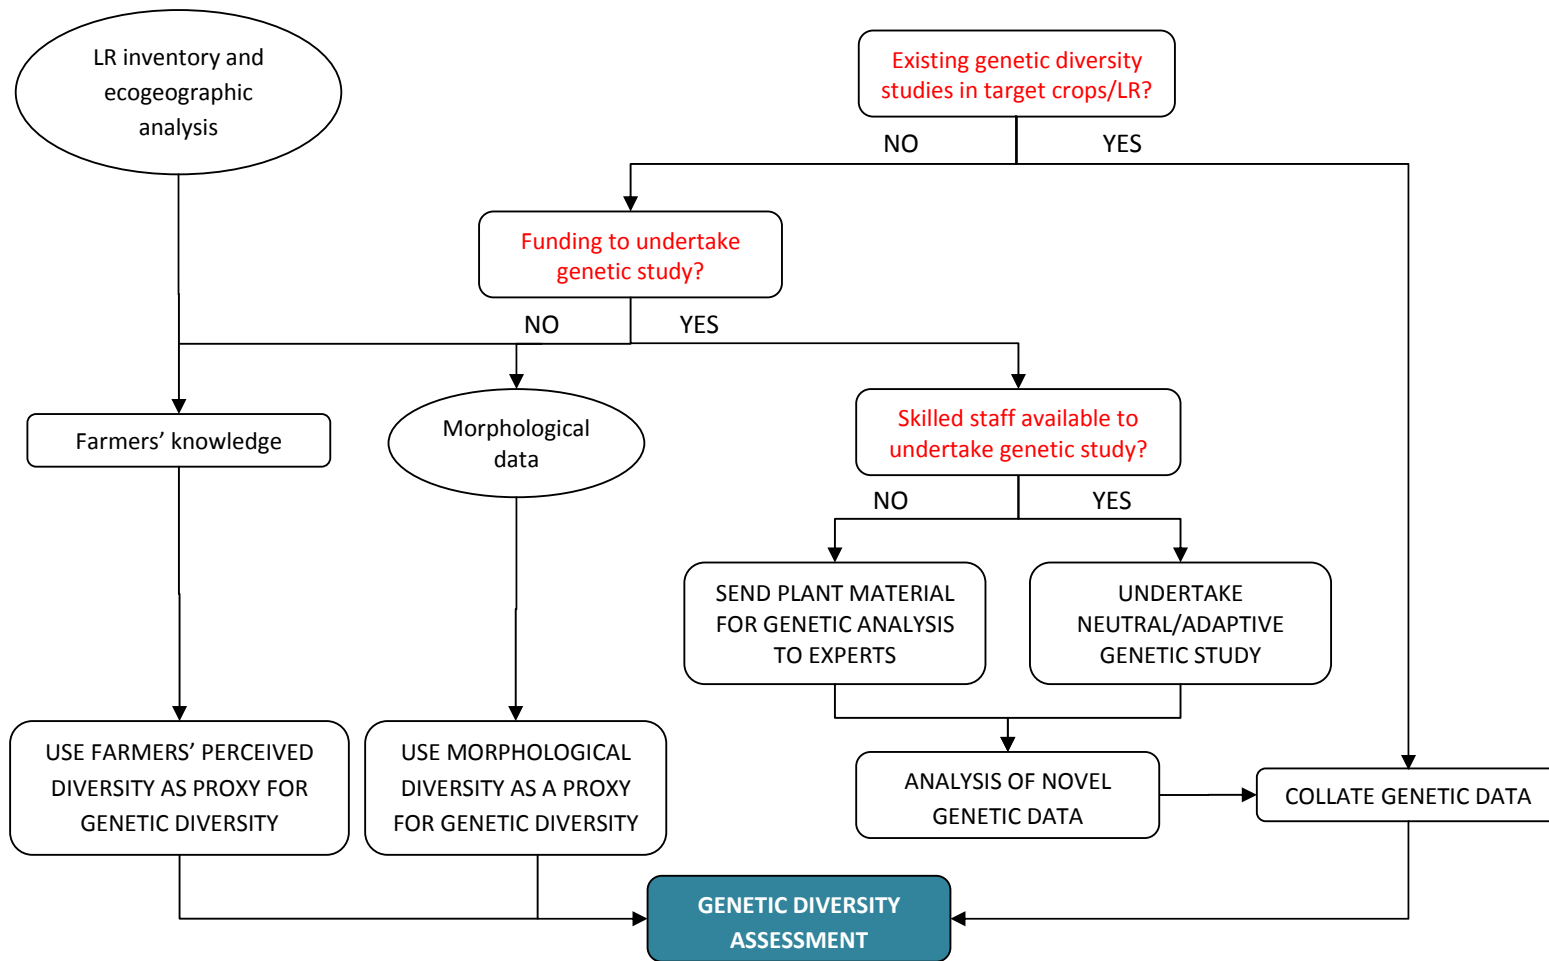 LR inventory and
ecogeographic
analysis
Existing genetic diversity
studies in target crops/LR?
NO
YES
Funding to undertake
genetic study?
NO
YES
Farmers’ knowledge
Morphological
data
Skilled staff available to
undertake genetic study?
NO
YES
SEND PLANT MATERIAL
FOR GENETIC ANALYSIS
TO EXPERTS
UNDERTAKE
NEUTRAL/ADAPTIVE
GENETIC STUDY
USE FARMERS’ PERCEIVED
DIVERSITY AS PROXY FOR
GENETIC DIVERSITY
USE MORPHOLOGICAL
DIVERSITY AS A PROXY
FOR GENETIC DIVERSITY
ANALYSIS OF NOVEL
GENETIC DATA
COLLATE GENETIC DATA
GENETIC DIVERSITY
ASSESSMENT